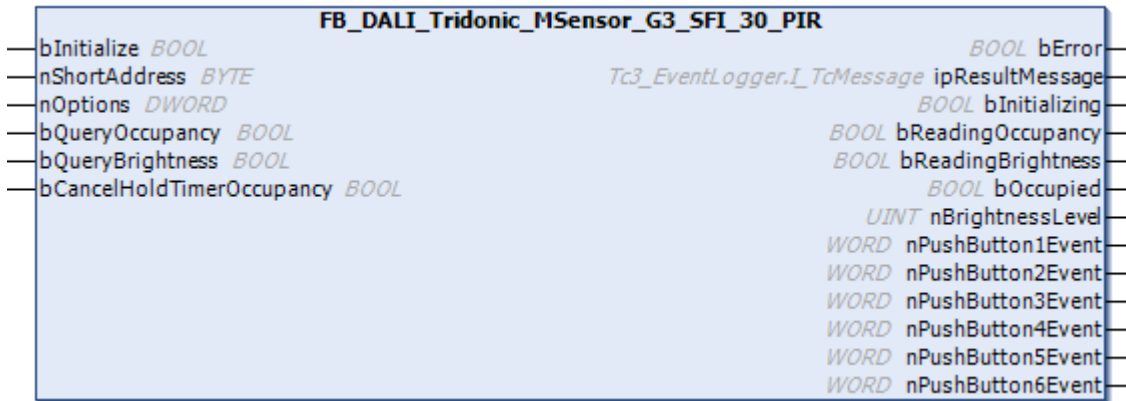 FB_DALI_Tridonic_MSensor_G3_SFI_30_PIR
bInitialize BOOL BOOL bError
nShortAddress BYTE Tc3_EventLogger.I_TcMessage ipResultMessage
nOptions DWORD BOOL bInitializing
bQueryOccupancy BOOL BOOL bReadingOccupancy
bQueryBrightness BOOL BOOL bReadingBrightness
bCancelHoldTimerOccupancy BOOL BOOL bOccupied
UINT nBrightnessLevel
WORD nPushButton1Event
WORD nPushButton2Event
WORD nPushButton3Event
WORD nPushButton4Event
WORD nPushButton5Event
WORD nPushButton6Event